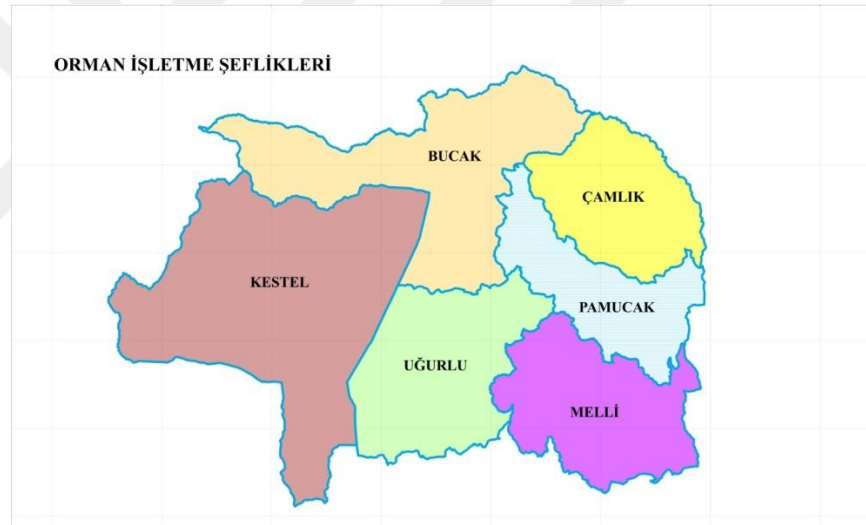 ORMAN İŞLETME ŞEFLİKLERİ
BUCAK
ÇAMLIK
KESTEL
PAMUCAK
UĞURLU
MELLİ